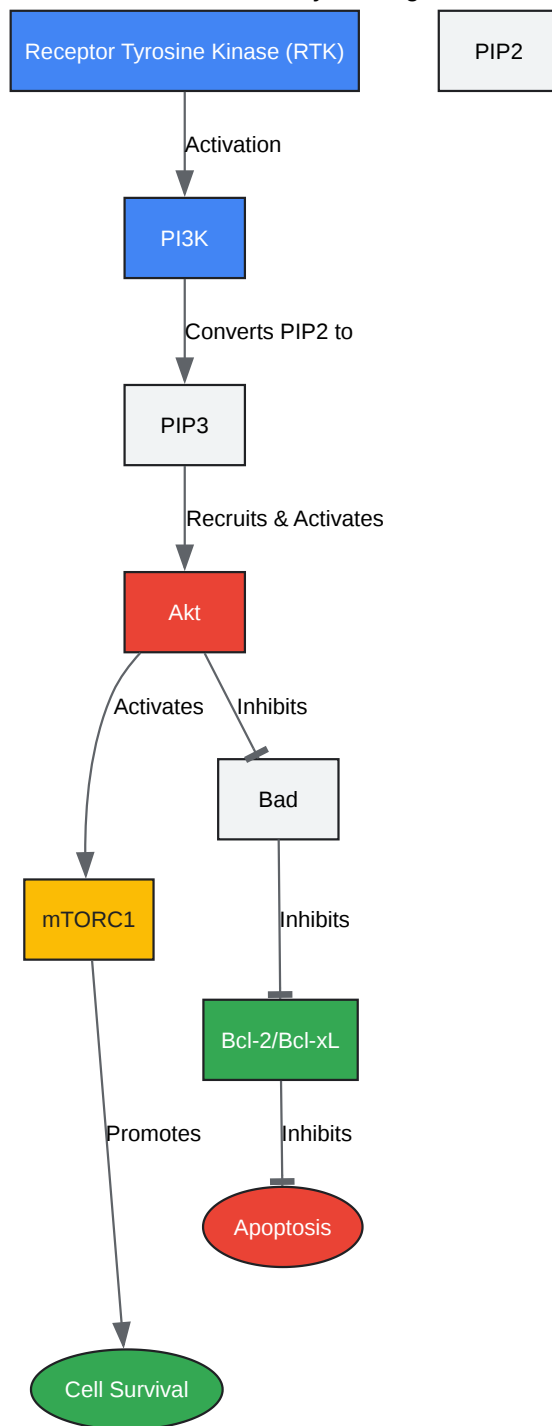 Receptor Tyrosine Kinase (RTK)
PIP2
Activation
PI3K
Converts PIP2 to
PIP3
Recruits & Activates
Akt
Activates
Inhibits
Bad
mTORC1
Inhibits
Bcl-2/Bcl-xL
Promotes
Inhibits
Apoptosis
Cell Survival